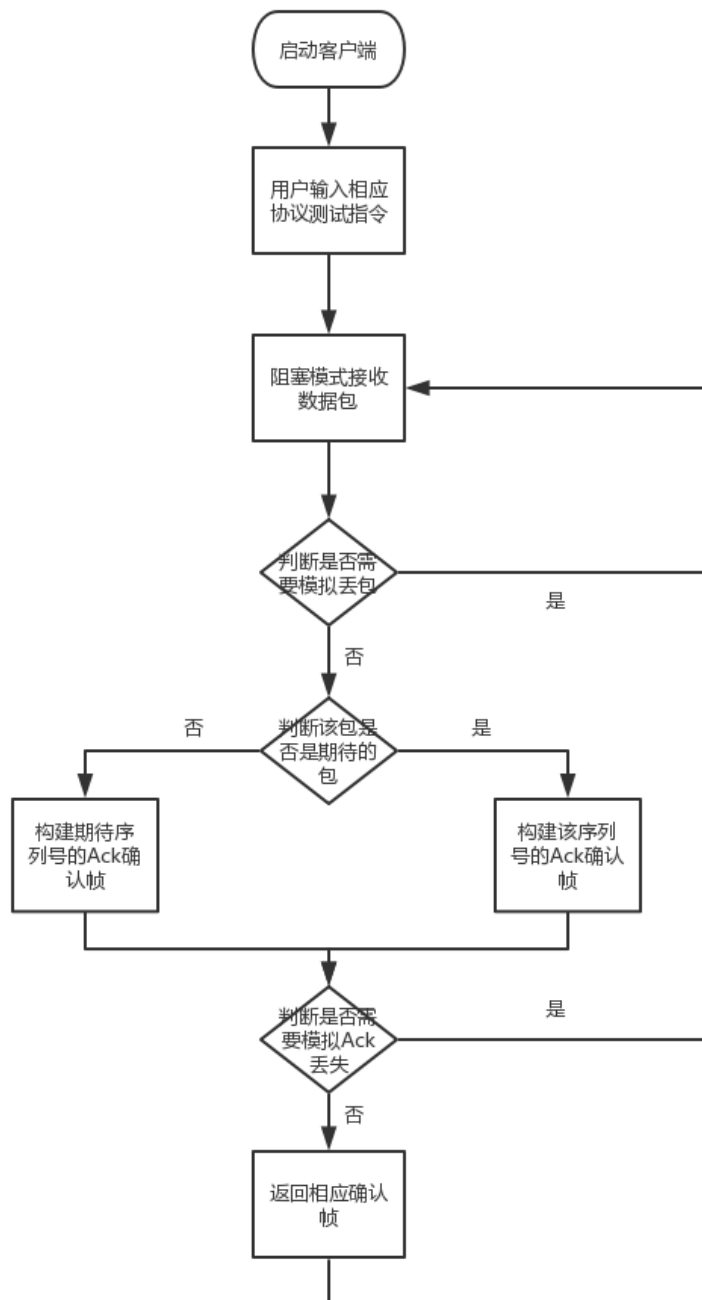 启动客户端
用户输入相应
协议测试指令
阻塞模式接收
数据包
判断是否需
要模拟丢包
是
否
判断该包是
否是期待的
包
否
是
构建期待序
列号的Ack确
认帧
构建该序列
号的Ack确认
帧
判断是否需
要模拟Ack
丢失
是
否
返回相应确认
帧